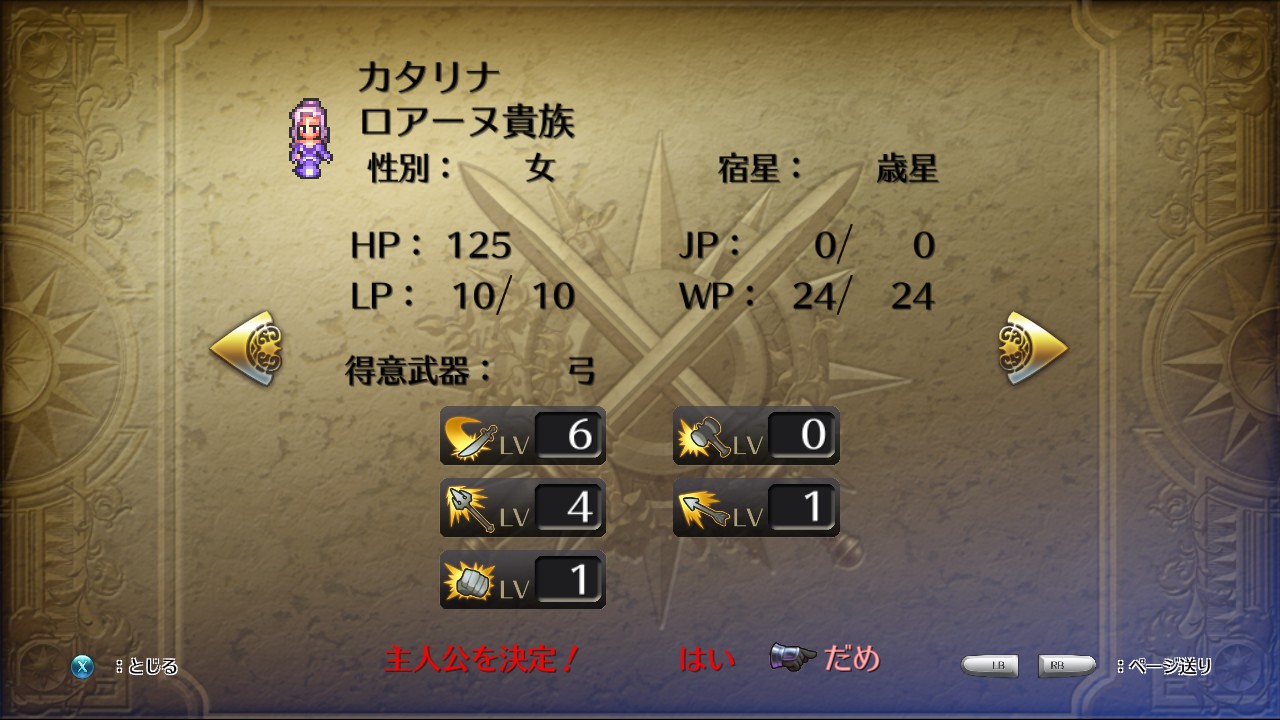 カタリナ
ロアーヌ貴族
性別： 女 宿星： 歳星
HP： 125 JP： 0/ 0
LP： 10/ 10 WP： 24/ 24
得意武器： 弓
LV 6 LV 0
LV 4 LV 1
LV 1
主人公を決定！ はい だめ
X ：とじる LB RB ：ページ送り